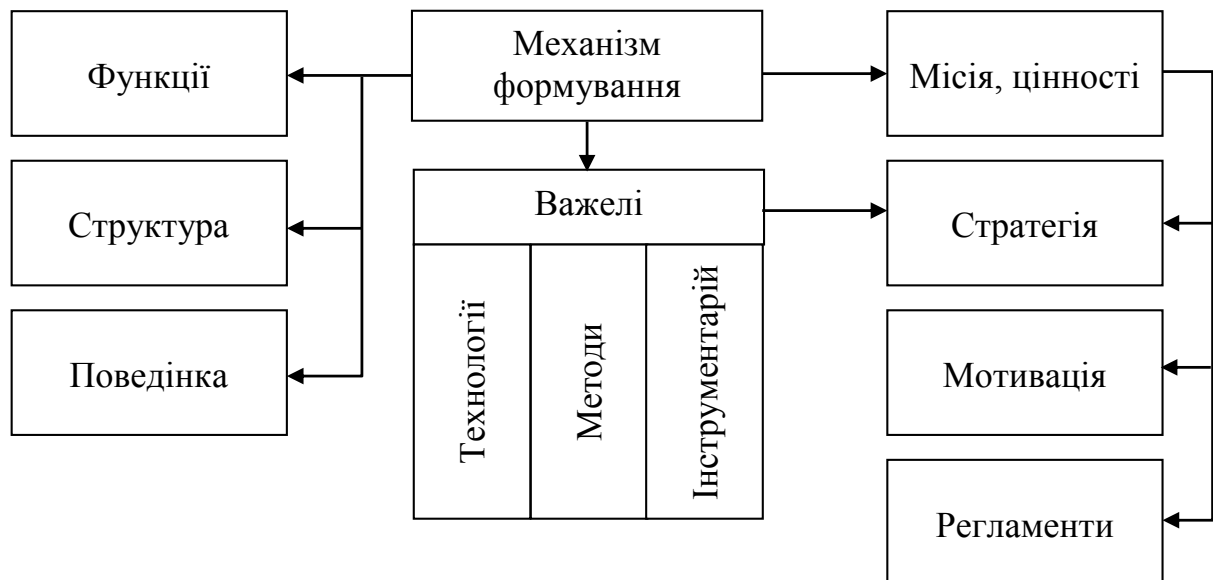 Функції
Механізм
формування
Місія, цінності
Структура
Важелі
Стратегія
Поведінка
Технології
Методи
Інструментарій
Мотивація
Регламенти